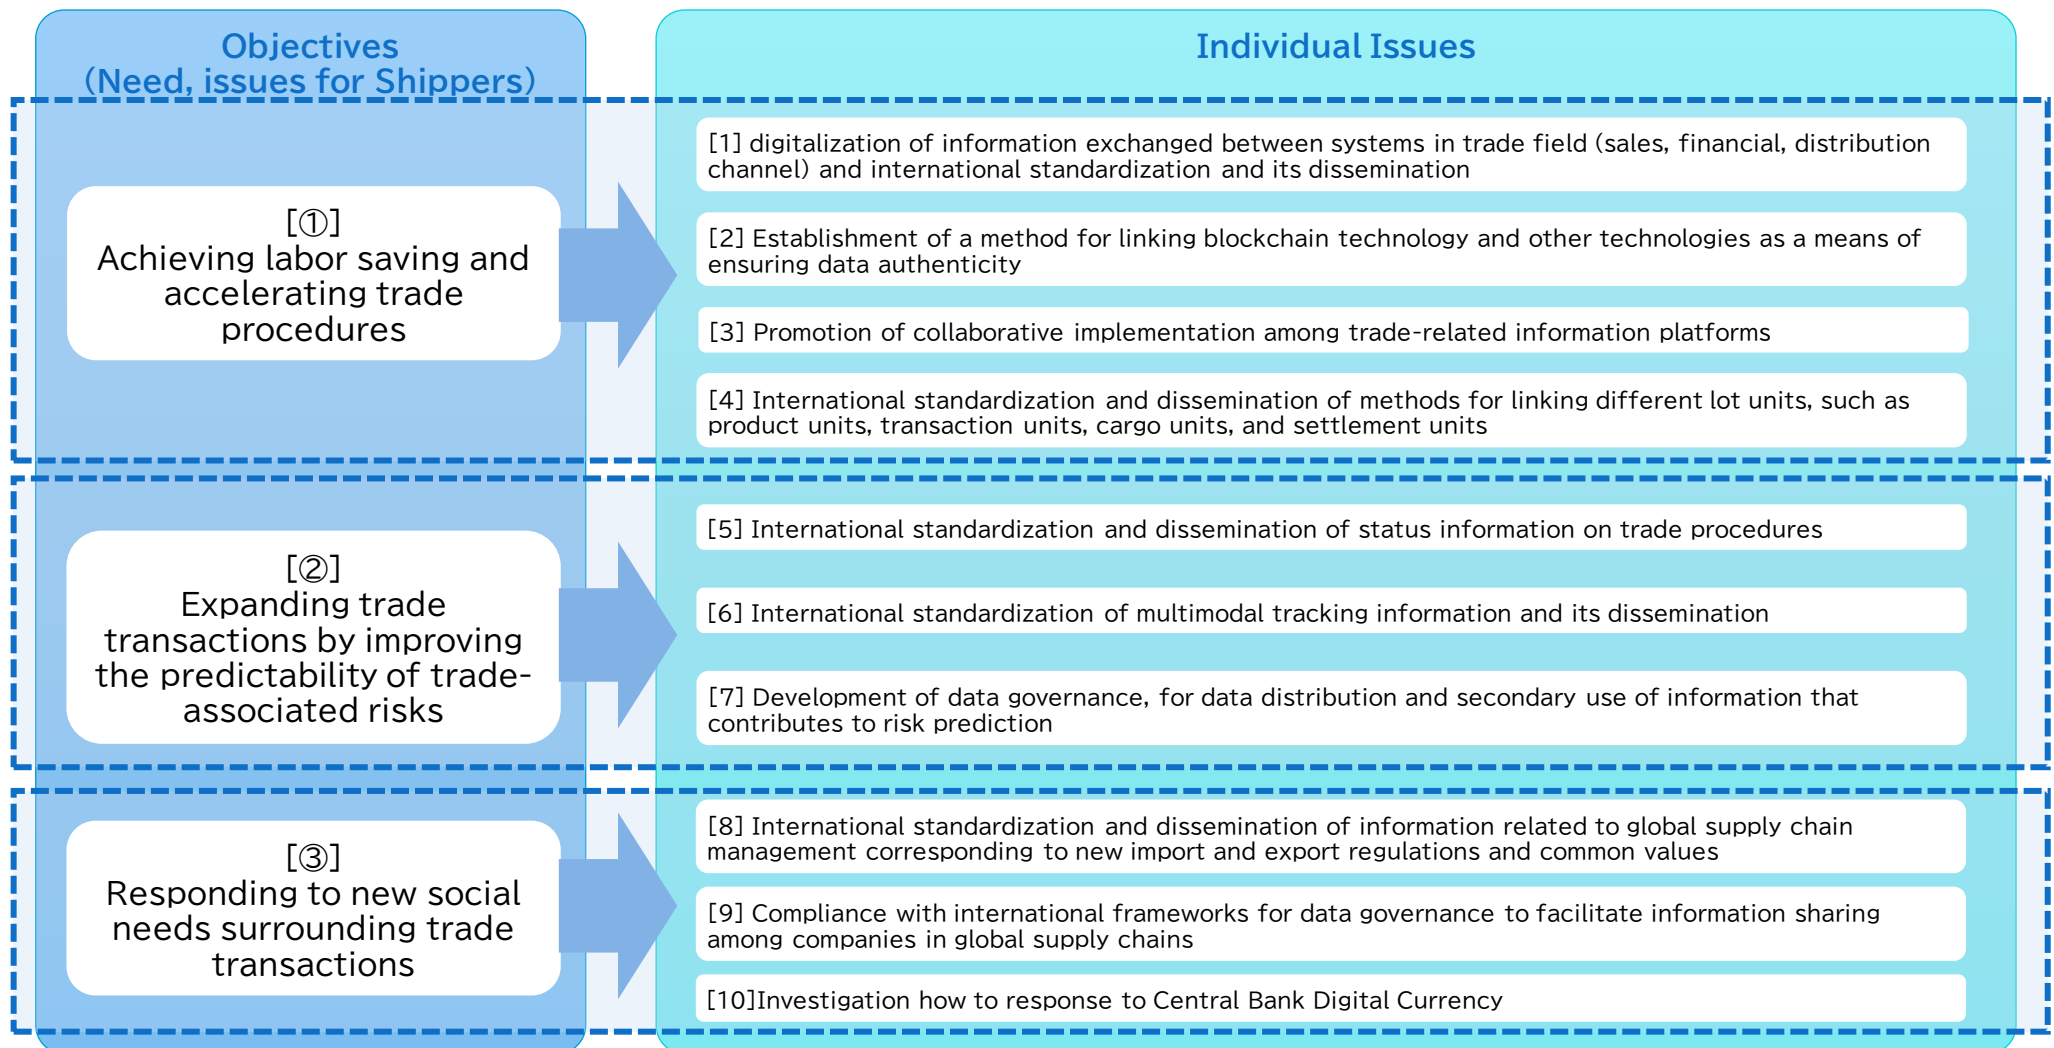 Objectives
(Need, issues for Shippers)
Individual Issues
[①]
Achieving labor saving and
accelerating trade
procedures
[1] digitalization of information exchanged between systems in trade field (sales, financial, distribution
channel) and international standardization and its dissemination
[2] Establishment of a method for linking blockchain technology and other technologies as a means of
ensuring data authenticity
[3] Promotion of collaborative implementation among trade-related information platforms
[4] International standardization and dissemination of methods for linking different lot units, such as
product units, transaction units, cargo units, and settlement units
[②]
Expanding trade
transactions by improving
the predictability of trade-
associated risks
[5] International standardization and dissemination of status information on trade procedures
[6] International standardization of multimodal tracking information and its dissemination
[7] Development of data governance, for data distribution and secondary use of information that
contributes to risk prediction
[③]
Responding to new social
needs surrounding trade
transactions
[8] International standardization and dissemination of information related to global supply chain
management corresponding to new import and export regulations and common values
[9] Compliance with international frameworks for data governance to facilitate information sharing
among companies in global supply chains
[10]Investigation how to response to Central Bank Digital Currency